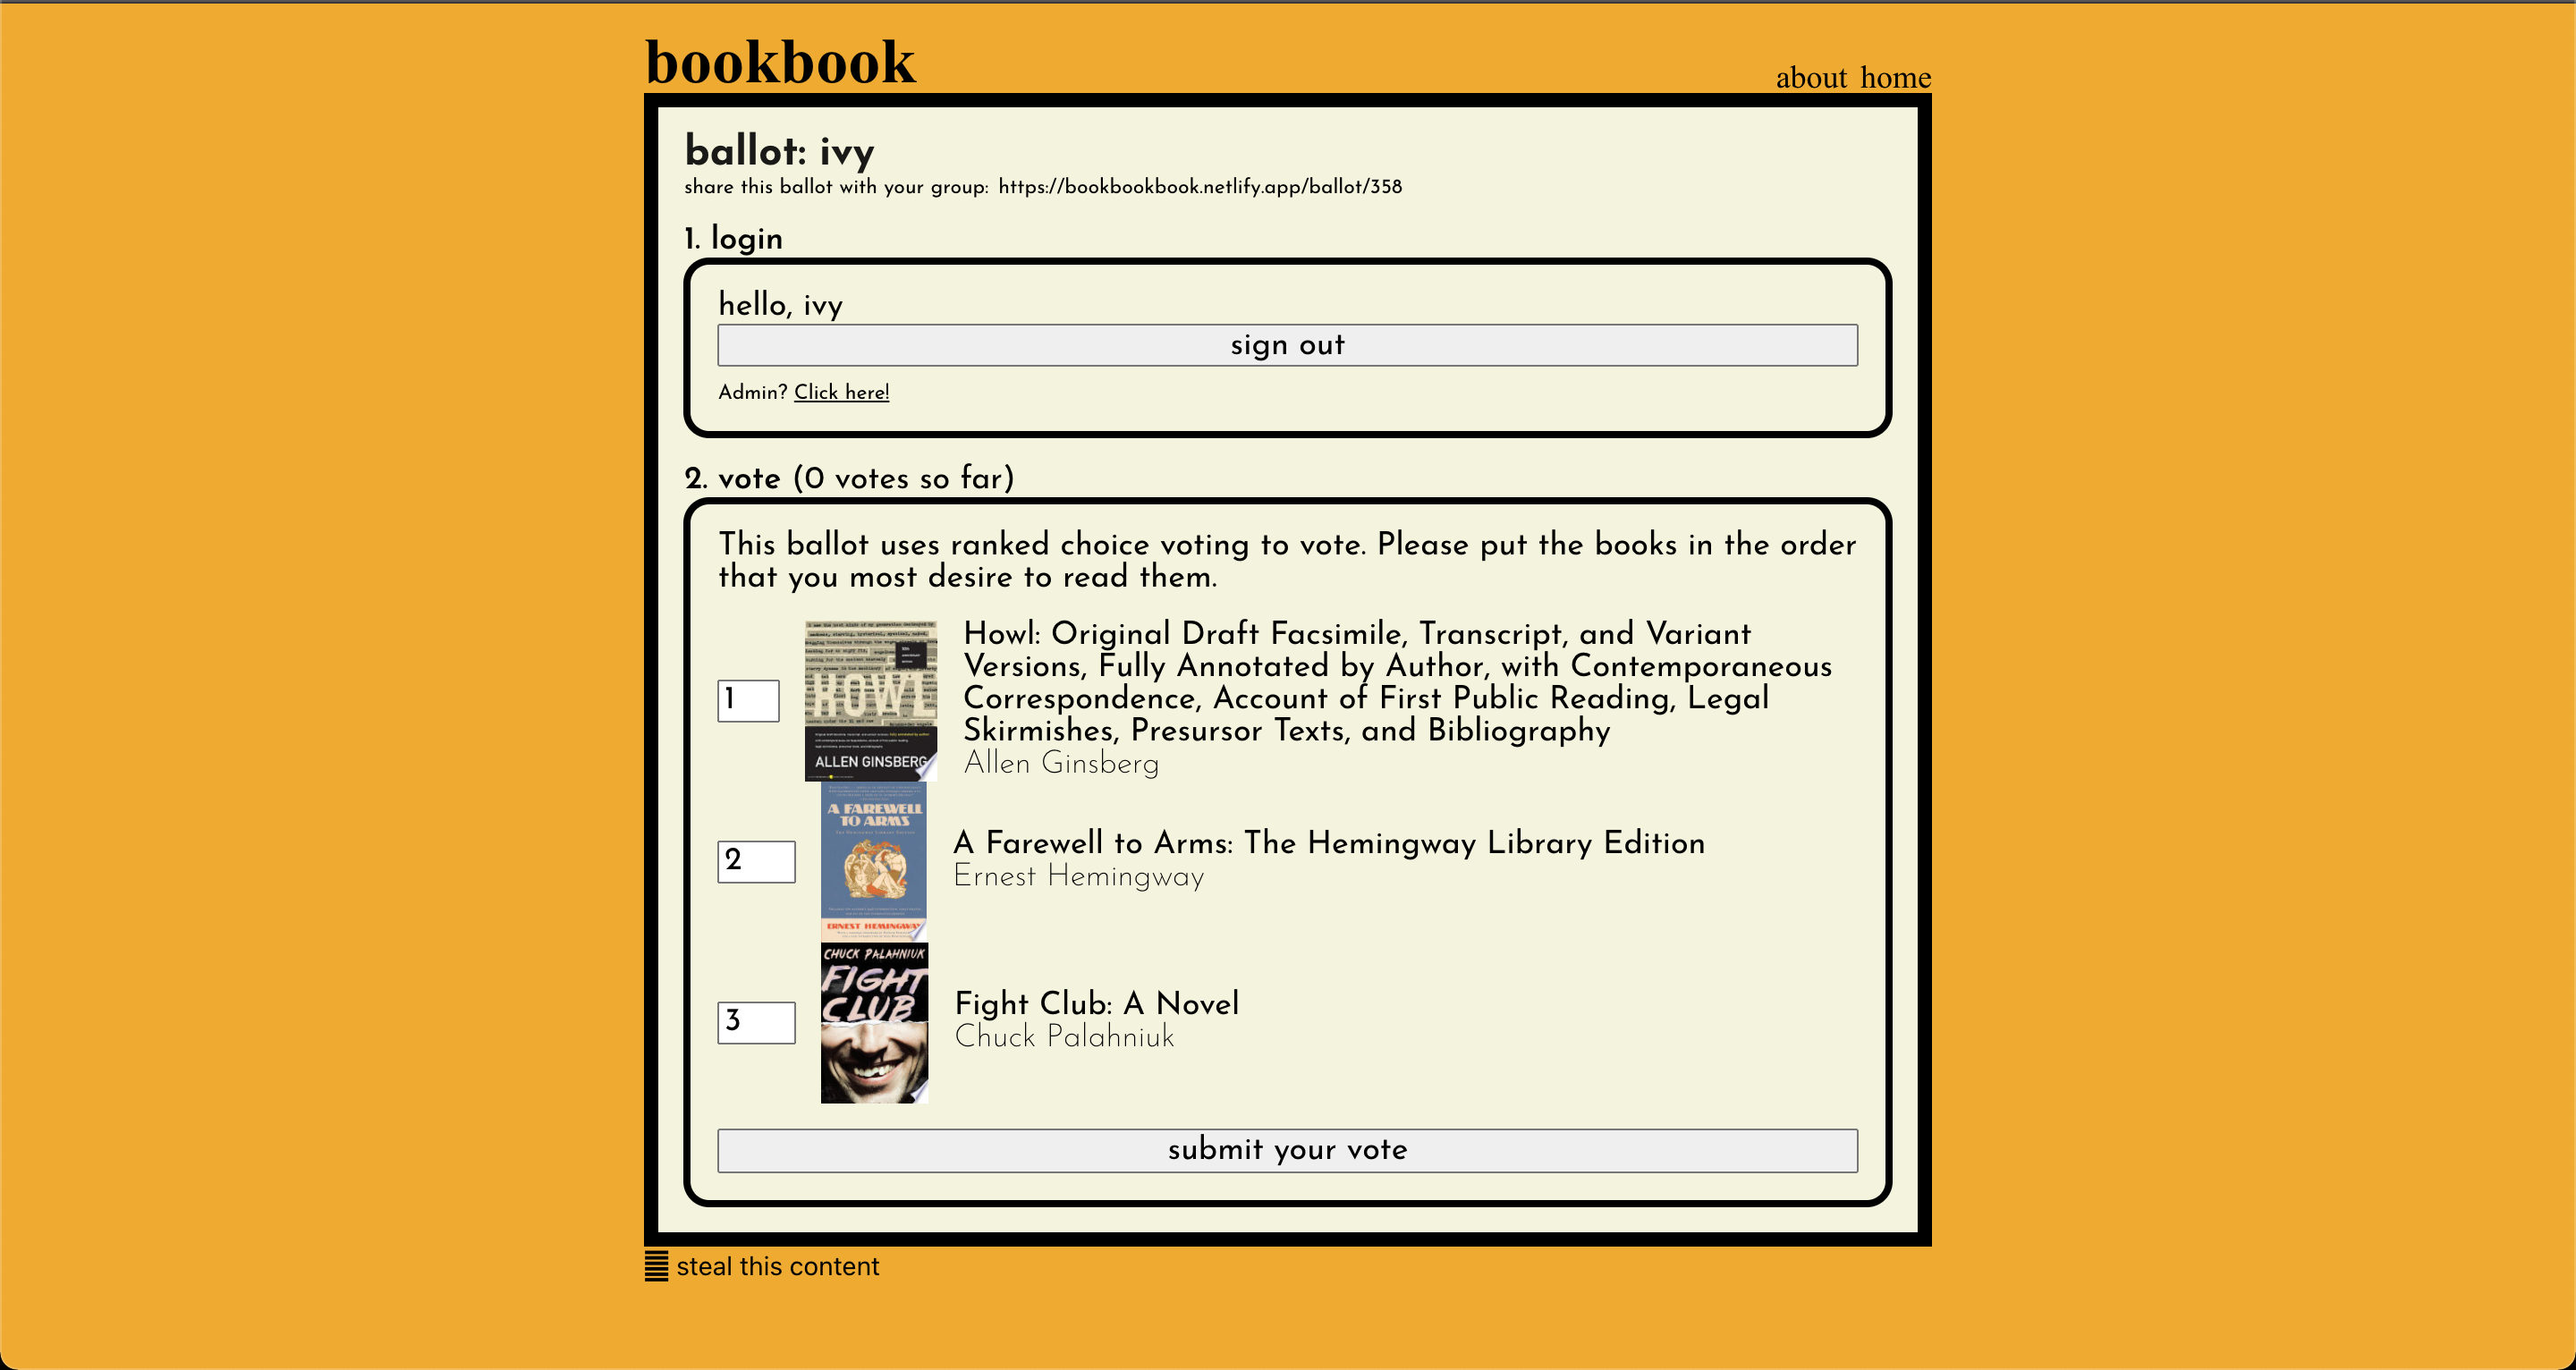 bookbook
about home
ballot: ivy
share this ballot with your group: https://bookbookbook.netlify.app/ballot/358
1. login
hello, ivy
sign out
Admin? Click here!
2. vote (0 votes so far)
This ballot uses ranked choice voting to vote. Please put the books in the order
that you most desire to read them.
1
HOWL
ALLEN GINSBERG
Howl: Original Draft Facsimile, Transcript, and Variant
Versions, Fully Annotated by Author, with Contemporaneous
Correspondence, Account of First Public Reading, Legal
Skirmishes, Presursor Texts, and Bibliography
Allen Ginsberg
2
A FAREWELL
TO ARMS
THE HEMINGWAY LIBRARY EDITION
ERNEST HEMINGWAY
A Farewell to Arms: The Hemingway Library Edition
Ernest Hemingway
3
CHUCK PALAHNIUK
FIGHT
CLUB
Fight Club: A Novel
Chuck Palahniuk
submit your vote
steal this content